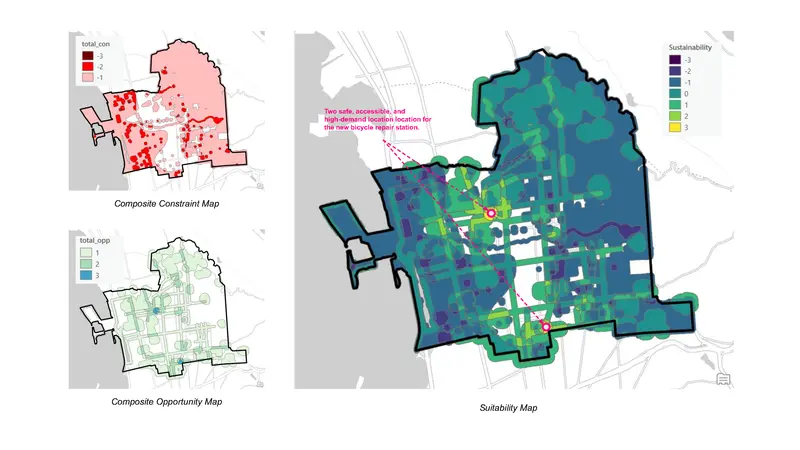 total_con
-3
-2
-1
Composite Constraint Map
total_opp
1
2
3
Composite Opportunity Map
Sustainability
-3
-2
-1
0
1
2
3
Two safe, accessible, and
high-demand location location for
the new bicycle repair station.
Suitability Map